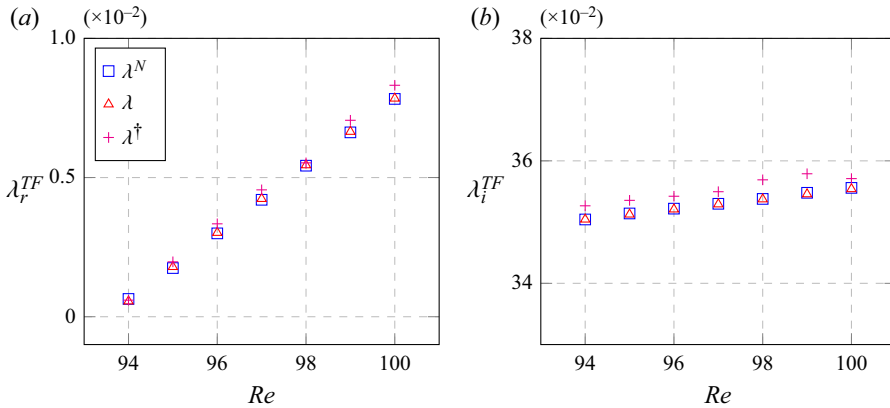 (a) (×10⁻²)
1.0
0.5
0
λᵣᵀᶠ
λᴺ
λ
λ†
94 96 98 100
Re
(b) (×10⁻²)
38
36
34
λᵢᵀᶠ
94 96 98 100
Re